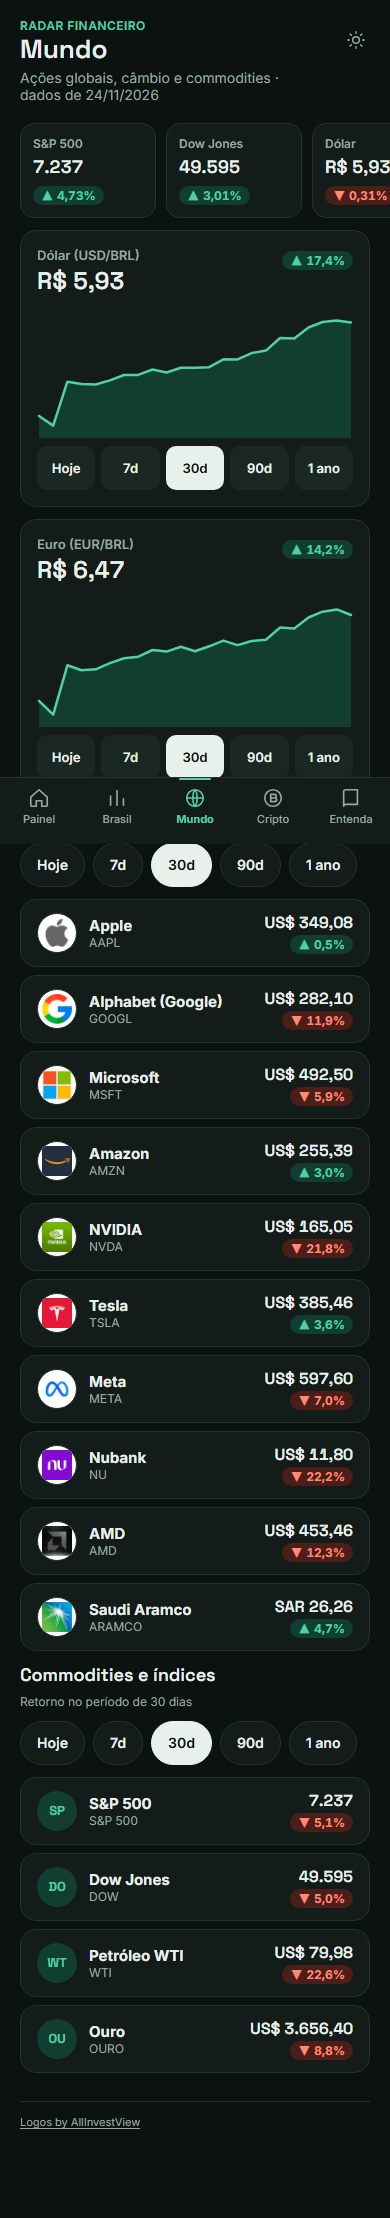 RADAR FINANCEIRO
Mundo
Ações globais, câmbio e commodities ·
dados de 24/11/2026
S&P 500
7.237
▲ 4,73%
Dow Jones
49.595
▲ 3,01%
Dólar
R$ 5,93
▼ 0,31%
Dólar (USD/BRL)
R$ 5,93
▲ 17,4%
Hoje 7d 30d 90d 1 ano
Euro (EUR/BRL)
R$ 6,47
▲ 14,2%
Hoje 7d 30d 90d 1 ano
Painel Brasil Mundo Cripto Entenda
Hoje 7d 30d 90d 1 ano
Apple US$ 349,08
AAPL ▲ 0,5%
Alphabet (Google) US$ 282,10
GOOGL ▼ 11,9%
Microsoft US$ 492,50
MSFT ▼ 5,9%
Amazon US$ 255,39
AMZN ▲ 3,0%
NVIDIA US$ 165,05
NVDA ▼ 21,8%
Tesla US$ 385,46
TSLA ▲ 3,6%
Meta US$ 597,60
META ▼ 7,0%
nu
Nubank US$ 11,80
NU ▼ 22,2%
AMD US$ 453,46
AMD ▼ 12,3%
Saudi Aramco SAR 26,26
ARAMCO ▲ 4,7%
Commodities e índices
Retorno no período de 30 dias
Hoje 7d 30d 90d 1 ano
SP
S&P 500 7.237
S&P 500 ▼ 5,1%
DO
Dow Jones 49.595
DOW ▼ 5,0%
WT
Petróleo WTI US$ 79,98
WTI ▼ 22,6%
OU
Ouro US$ 3.656,40
OURO ▼ 8,8%
Logos by AllInvestView